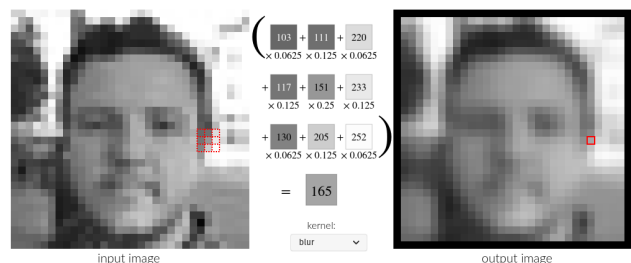 ( 103 + 111 + 220
× 0.0625 × 0.125 × 0.0625
+ 117 + 151 + 233
× 0.125 × 0.25 × 0.125
+ 130 + 205 + 252 )
× 0.0625 × 0.125 × 0.0625
= 165
kernel:
blur
input image
output image